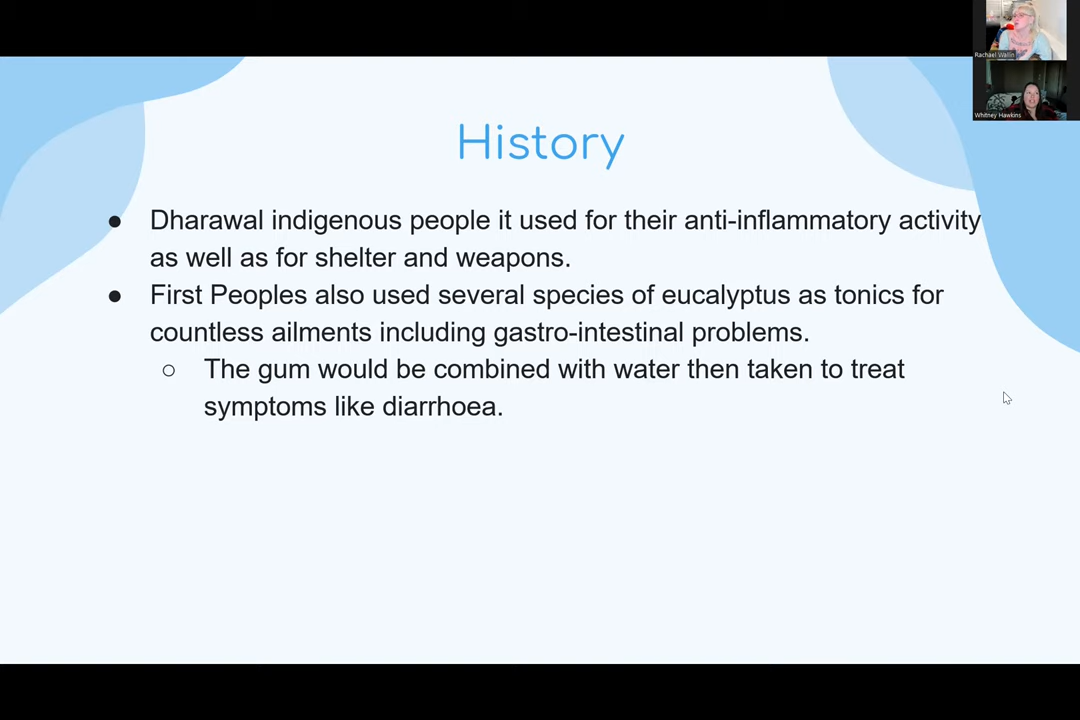 Rachael Wallin
Whitney Hawkins
History
● Dharawal indigenous people it used for their anti-inflammatory activity
as well as for shelter and weapons.
● First Peoples also used several species of eucalyptus as tonics for
countless ailments including gastro-intestinal problems.
○ The gum would be combined with water then taken to treat
symptoms like diarrhoea.